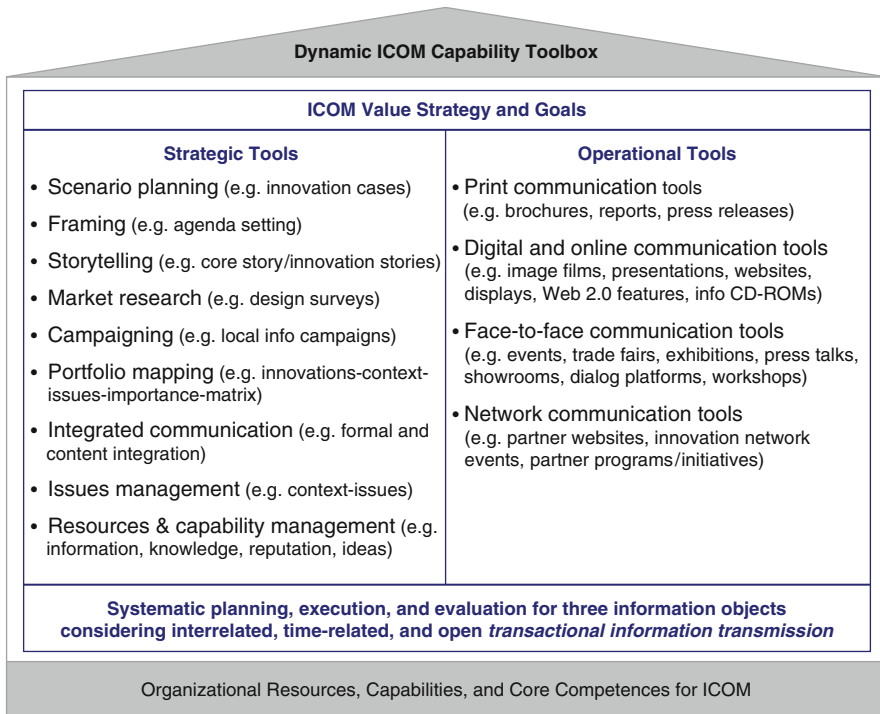 Dynamic ICOM Capability Toolbox
ICOM Value Strategy and Goals
Strategic Tools
• Scenario planning (e.g. innovation cases)
• Framing (e.g. agenda setting)
• Storytelling (e.g. core story/innovation stories)
• Market research (e.g. design surveys)
• Campaigning (e.g. local info campaigns)
• Portfolio mapping (e.g. innovations-context-
issues-importance-matrix)
• Integrated communication (e.g. formal and
content integration)
• Issues management (e.g. context-issues)
• Resources & capability management (e.g.
information, knowledge, reputation, ideas)
Operational Tools
• Print communication tools
(e.g. brochures, reports, press releases)
• Digital and online communication tools
(e.g. image films, presentations, websites,
displays, Web 2.0 features, info CD-ROMs)
• Face-to-face communication tools
(e.g. events, trade fairs, exhibitions, press talks,
showrooms, dialog platforms, workshops)
• Network communication tools
(e.g. partner websites, innovation network
events, partner programs/initiatives)
Systematic planning, execution, and evaluation for three information objects
considering interrelated, time-related, and open transactional information transmission
Organizational Resources, Capabilities, and Core Competences for ICOM